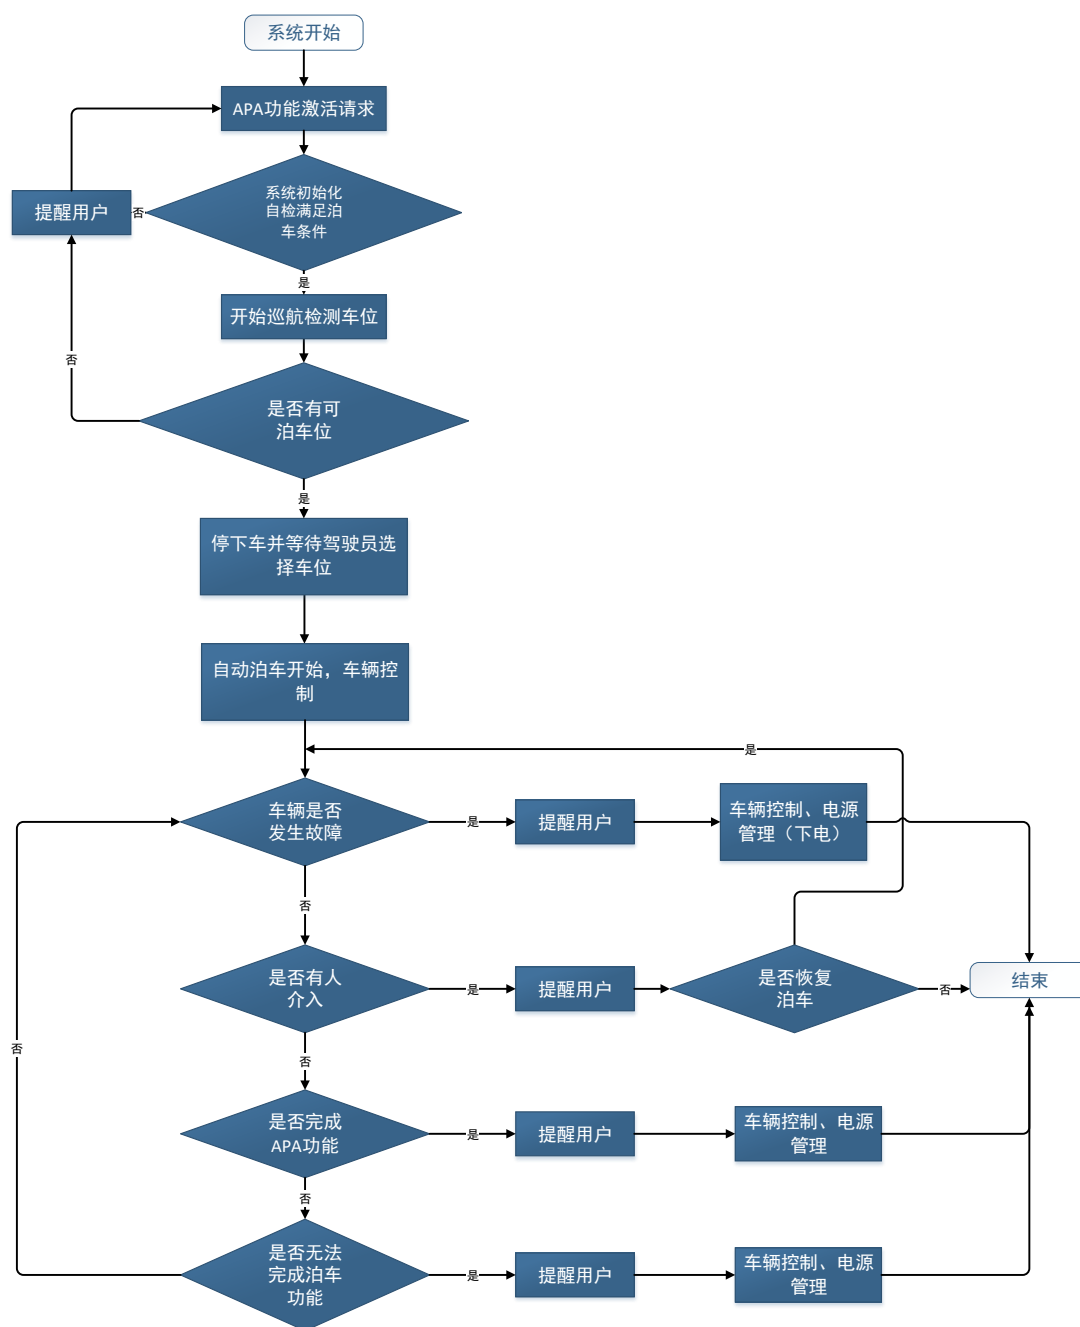 系统开始
APA功能激活请求
系统初始化
自检满足泊
车条件
否
提醒用户
是
开始巡航检测车位
否
是否有可
泊车位
是
停下车并等待驾驶员选
择车位
自动泊车开始，车辆控
制
是
车辆是否
发生故障
是
提醒用户
车辆控制、电源
管理（下电）
否
是否有人
介入
是
提醒用户
是否恢复
泊车
否
结束
否
否
是否完成
APA功能
是
提醒用户
车辆控制、电源
管理
否
是否无法
完成泊车
功能
是
提醒用户
车辆控制、电源
管理